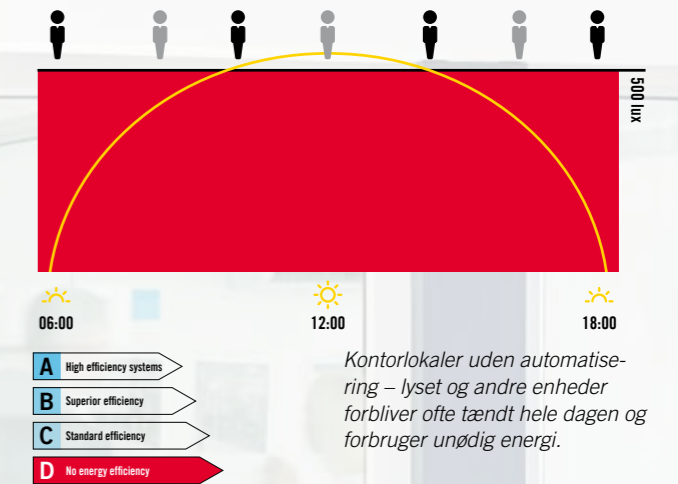 500 lux
06:00
12:00
18:00
A High efficiency systems
B Superior efficiency
C Standard efficiency
D No energy efficiency
Kontorlokaler uden automatise-
ring – lyset og andre enheder
forbliver ofte tændt hele dagen og
forbruger unødig energi.